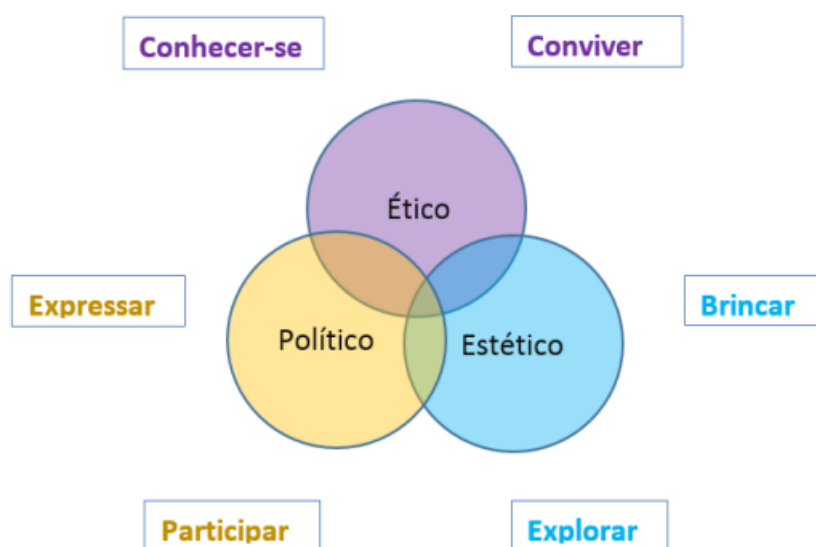 Conhecer-se
Conviver
Ético
Expressar
Brincar
Político
Estético
Participar
Explorar